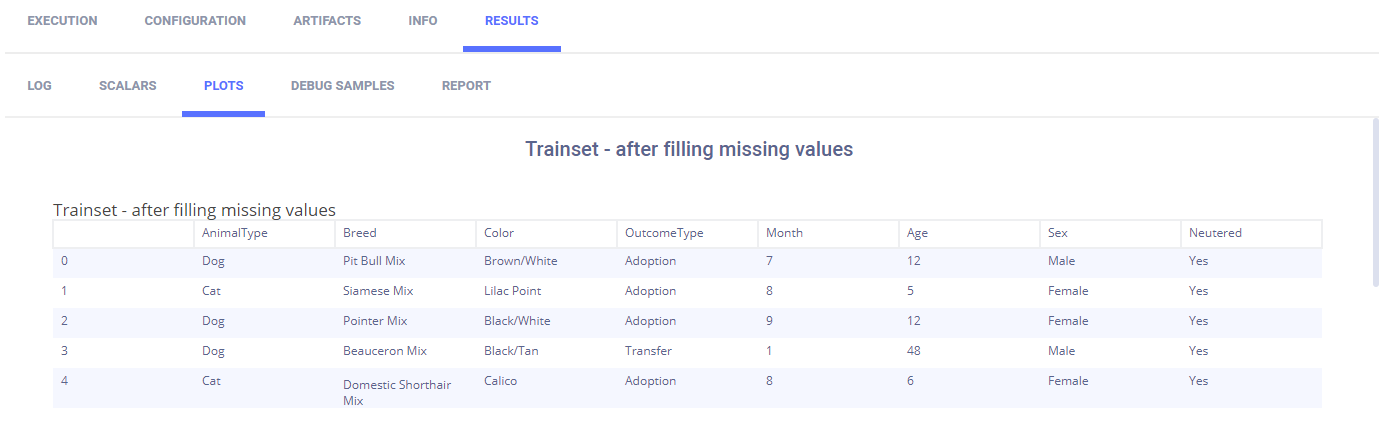 EXECUTION CONFIGURATION ARTIFACTS INFO RESULTS
LOG SCALARS PLOTS DEBUG SAMPLES REPORT
Trainset - after filling missing values
Trainset - after filling missing values
AnimalType Breed Color OutcomeType Month Age Sex Neutered
0 Dog Pit Bull Mix Brown/White Adoption 7 12 Male Yes
1 Cat Siamese Mix Lilac Point Adoption 8 5 Female Yes
2 Dog Pointer Mix Black/White Adoption 9 12 Female Yes
3 Dog Beauceron Mix Black/Tan Transfer 1 48 Male Yes
4 Cat Domestic Shorthair Calico Adoption 8 6 Female Yes
Mix